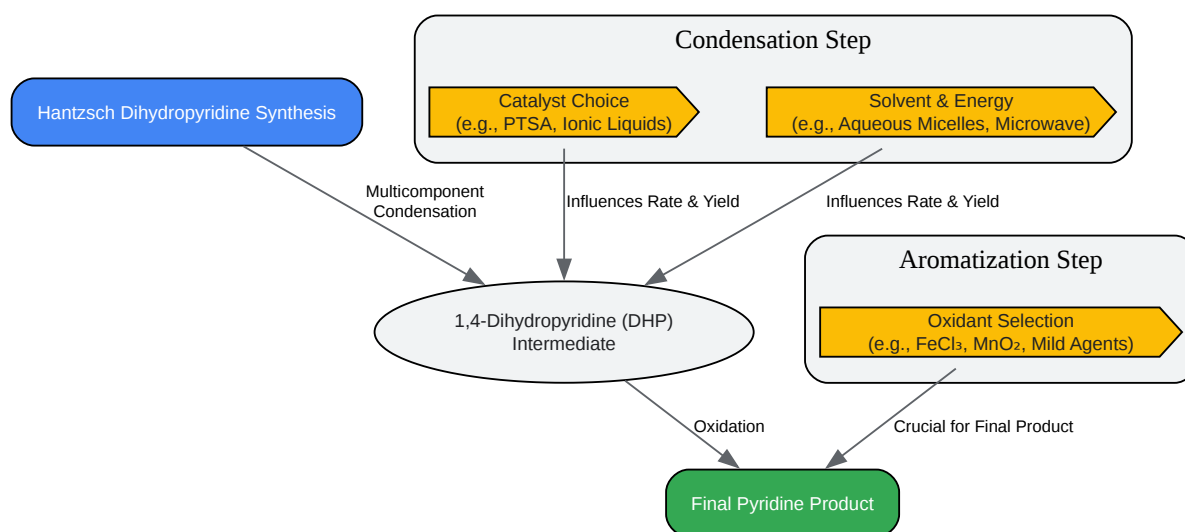 Condensation Step
Hantzsch Dihydropyridine Synthesis
Catalyst Choice
(e.g., PTSA, Ionic Liquids)
Solvent & Energy
(e.g., Aqueous Micelles, Microwave)
Multicomponent
Condensation
Influences Rate & Yield
Influences Rate & Yield
Aromatization Step
1,4-Dihydropyridine (DHP)
Intermediate
Oxidant Selection
(e.g., FeCl₃, MnO₂, Mild Agents)
Oxidation
Crucial for Final Product
Final Pyridine Product